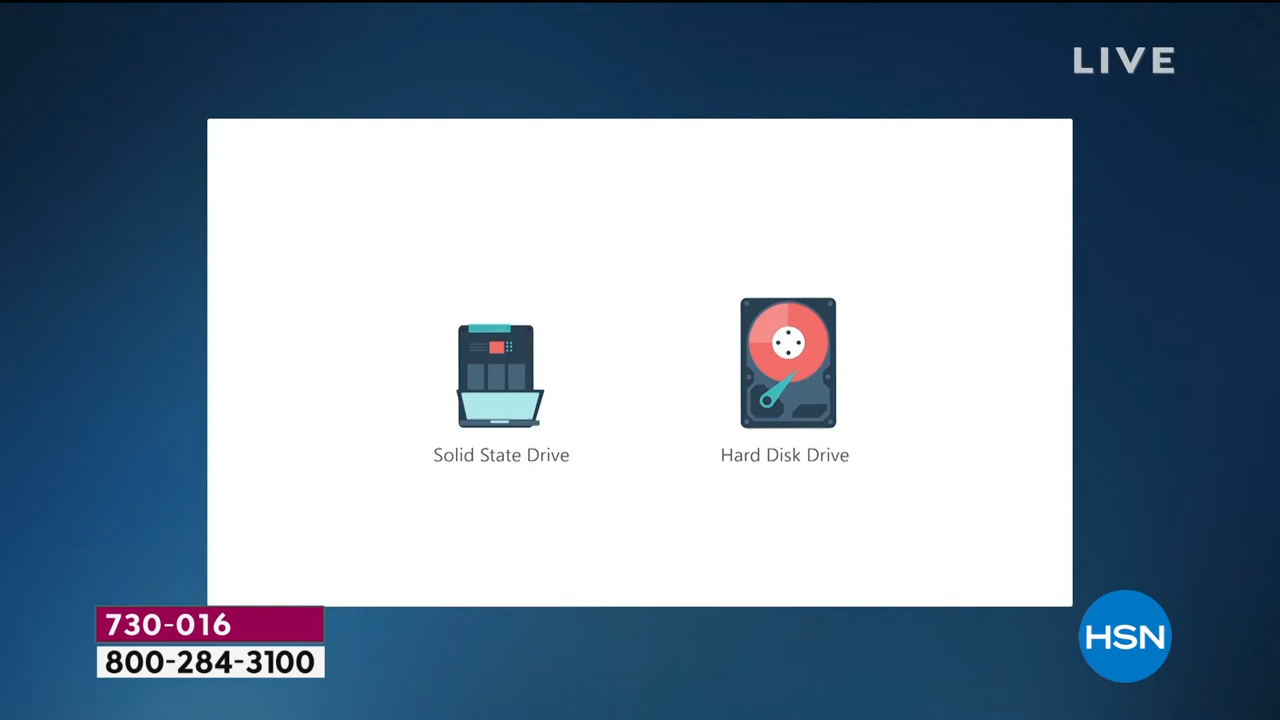 LIVE
Solid State Drive
Hard Disk Drive
730-016
800-284-3100
HSN